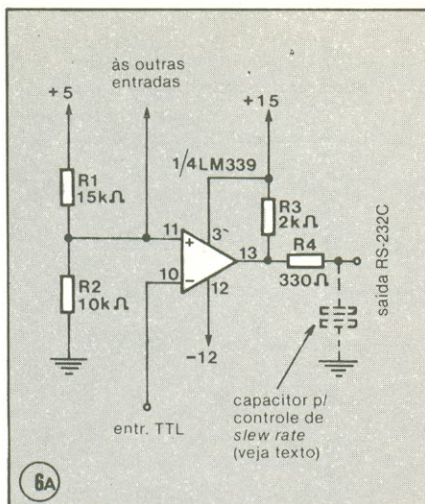 às outras
entradas
+5
+15
1/4LM339
R1
15kΩ
R3
2kΩ
11
+
3~
13
R4
10
−
12
330Ω
R2
10kΩ
saída RS-232C
−12
entr. TTL
capacitor p/
controle de
slew rate
(veja texto)
6A